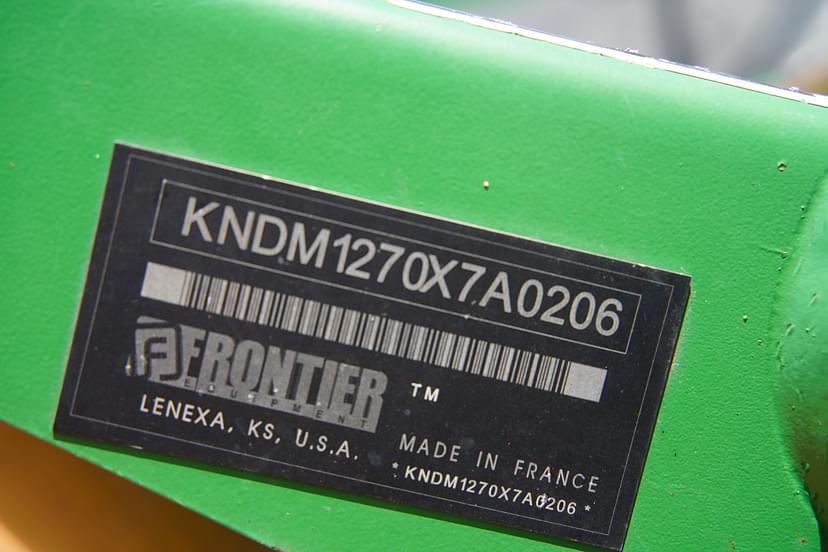 KNDM1270X7A0206
F FRONTIER
EQUIPMENT
TM
LENEXA, KS, U.S.A.
MADE IN FRANCE
*KNDM1270X7A0206*